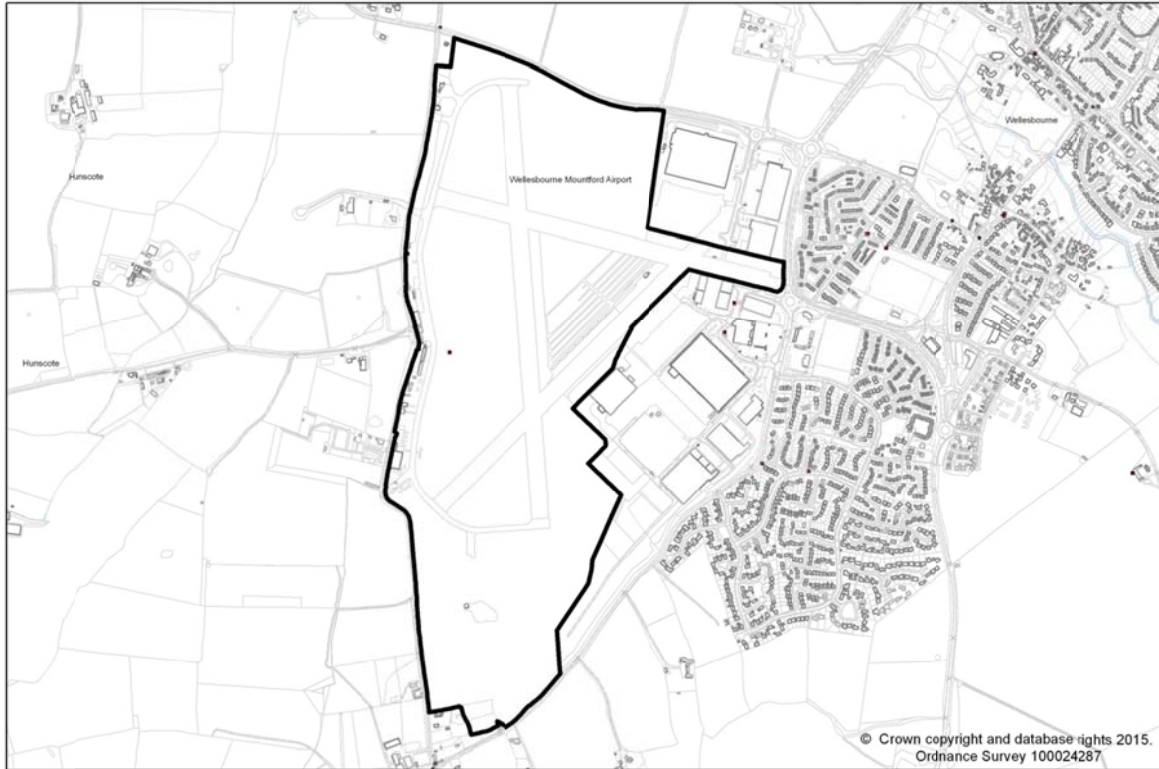 Wellesbourne
Hunscote
Wellesbourne Mountford Airport
Hunscote
© Crown copyright and database rights 2015.
Ordnance Survey 100024287